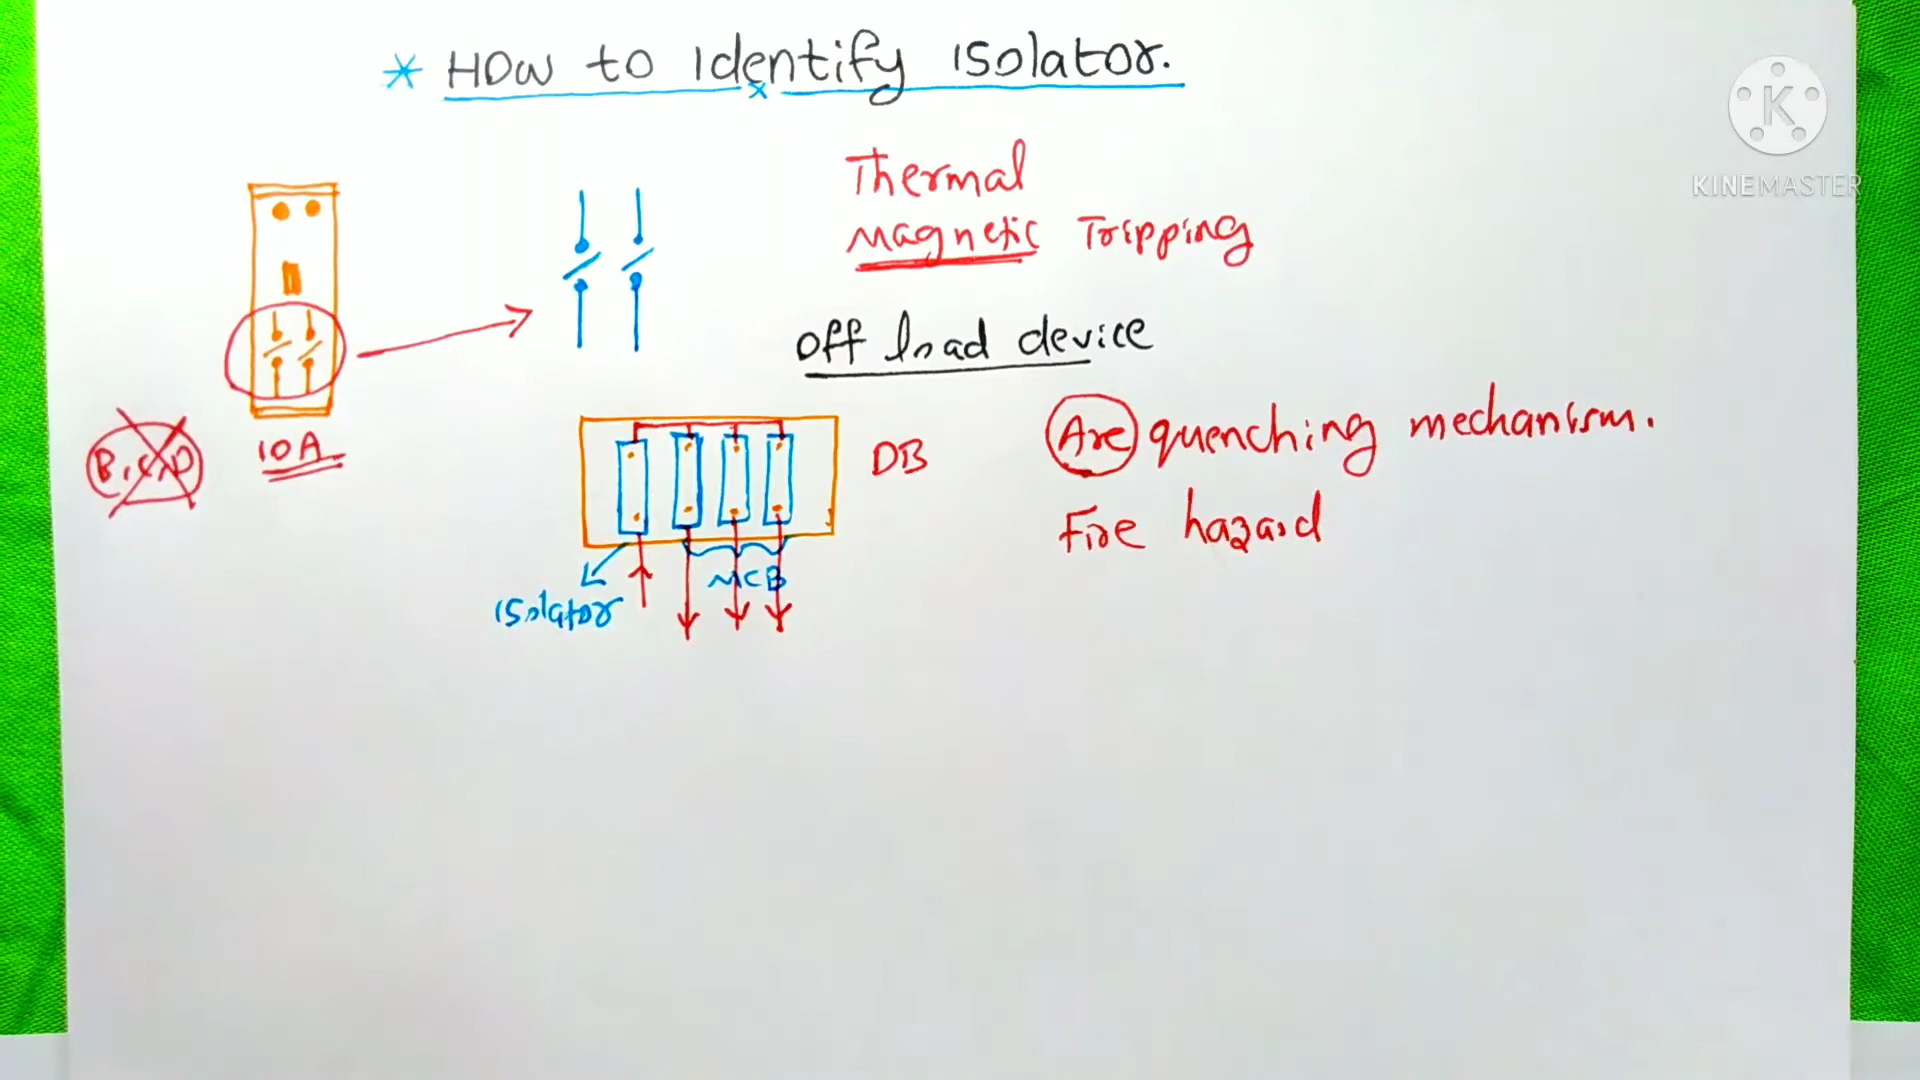 * How to Identify Isolator.
KINEMASTER
Thermal
Magnetic Tripping
off load device
B, C, D
10A
DB
Arc quenching mechanism.
Fire hazard
MCB
Isolator